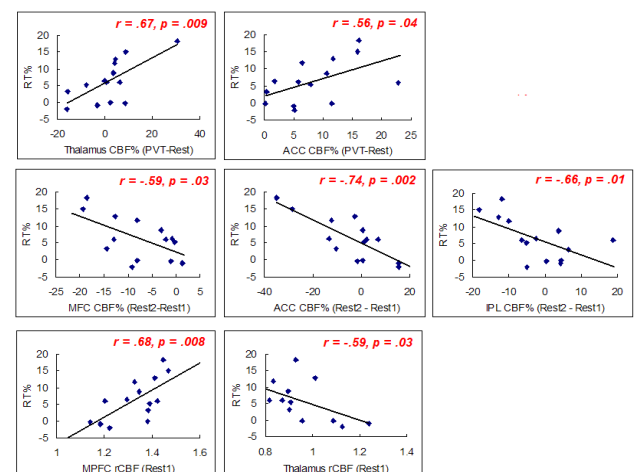 r = .67, p = .009
20
15
10
5
0
-5
RT%
-20 0 20 40
Thalamus CBF% (PVT-Rest)
r = .56, p = .04
20
15
10
5
0
-5
RT%
0 5 10 15 20 25
ACC CBF% (PVT-Rest)
r = -.59, p = .03
20
15
10
5
0
-5
RT%
-25 -15 -5 5
MFC CBF% (Rest2-Rest1)
r = -.74, p = .002
20
15
10
5
0
-5
RT%
-40 -20 0 20
ACC CBF% (Rest2 - Rest1)
r = -.66, p = .01
20
15
10
5
0
-5
RT%
-20 -10 0 10 20
IPL CBF% (Rest2 - Rest1)
r = .68, p = .008
20
15
10
5
0
-5
RT%
1 1.2 1.4 1.6
MPFC rCBF (Rest1)
r = -.59, p = .03
20
15
10
5
0
-5
RT%
0.8 1 1.2 1.4
Thalamus rCBF (Rest1)